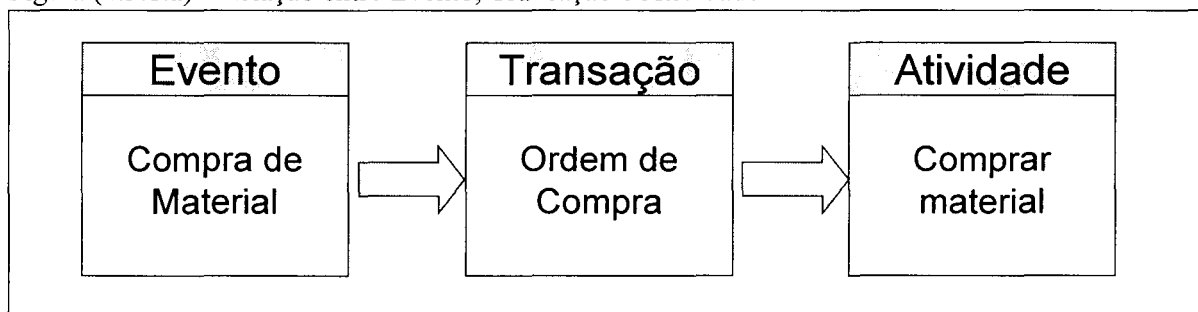 Evento
Compra de
Material
Transação
Ordem de
Compra
Atividade
Comprar
material